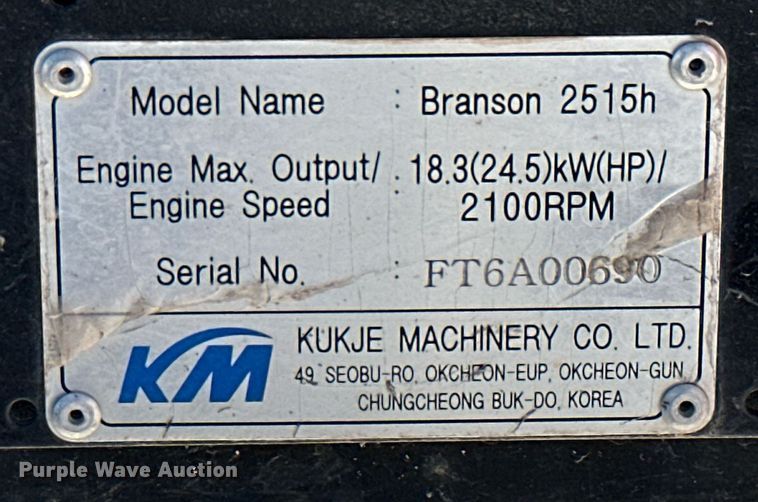 Model Name : Branson 2515h
Engine Max. Output/ : 18.3(24.5)kW(HP)/
Engine Speed 2100RPM
Serial No. : FT6A00690
KM KUKJE MACHINERY CO. LTD.
49, SEOBU-RO, OKCHEON-EUP, OKCHEON-GUN
CHUNGCHEONG BUK-DO, KOREA
Purple Wave Auction